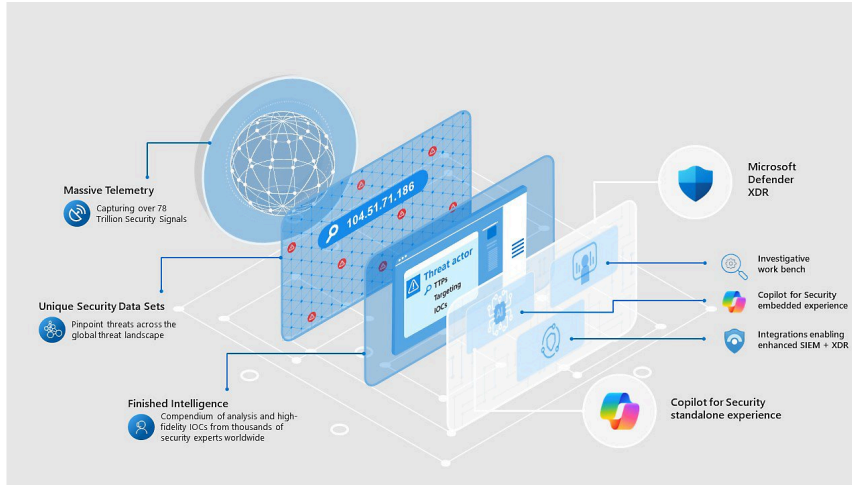 Massive Telemetry
Capturing over 78
Trillion Security Signals
Unique Security Data Sets
Pinpoint threats across the
global threat landscape
Finished Intelligence
Compendium of analysis and high-
fidelity IOCs from thousands of
security experts worldwide
104.51.71.186
Threat actor
TTPs
Targeting
IOCs
AI
Microsoft
Defender
XDR
Investigative
work bench
Copilot for Security
embedded experience
Integrations enabling
enhanced SIEM + XDR
Copilot for Security
standalone experience